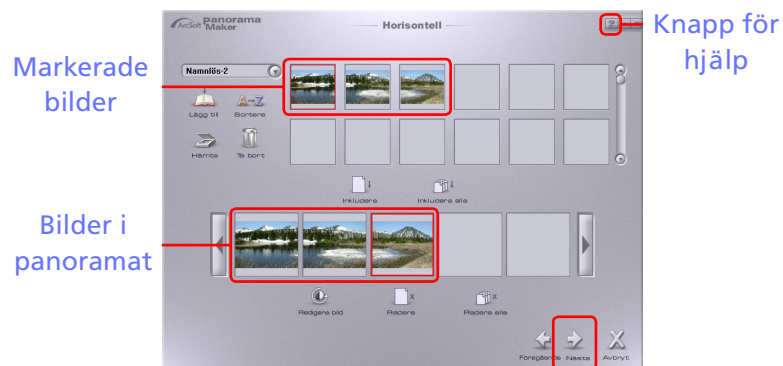 ArcSoft Panorama Maker
Horisontell
?
Knapp för
hjälp
Markerade
bilder
Namnlös-2
A-Z
Lägg till
Sortera
Hämta
Ta bort
Inkludera
Inkludera alla
Bilder i
panoramat
Redigera bild
Radera
Radera alla
Föregående
Nästa
Avbryt